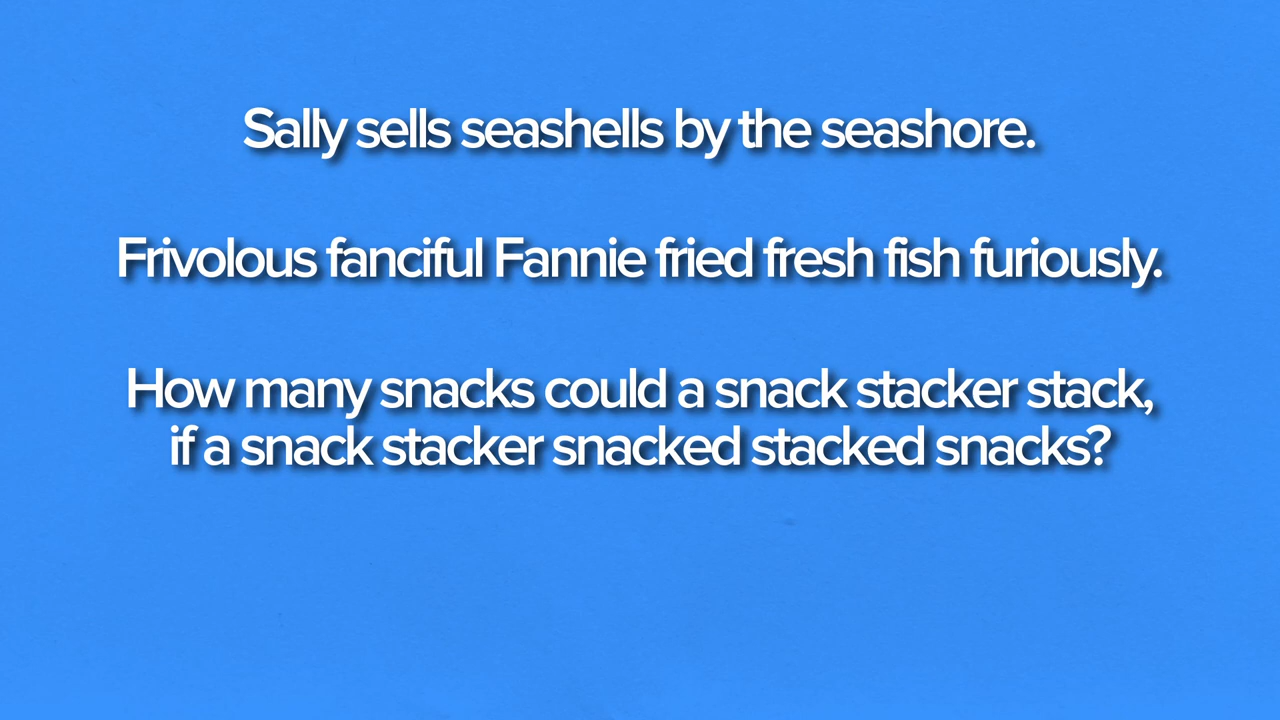 Sally sells seashells by the seashore.
Frivolous fanciful Fannie fried fresh fish furiously.
How many snacks could a snack stacker stack,
if a snack stacker snacked stacked snacks?